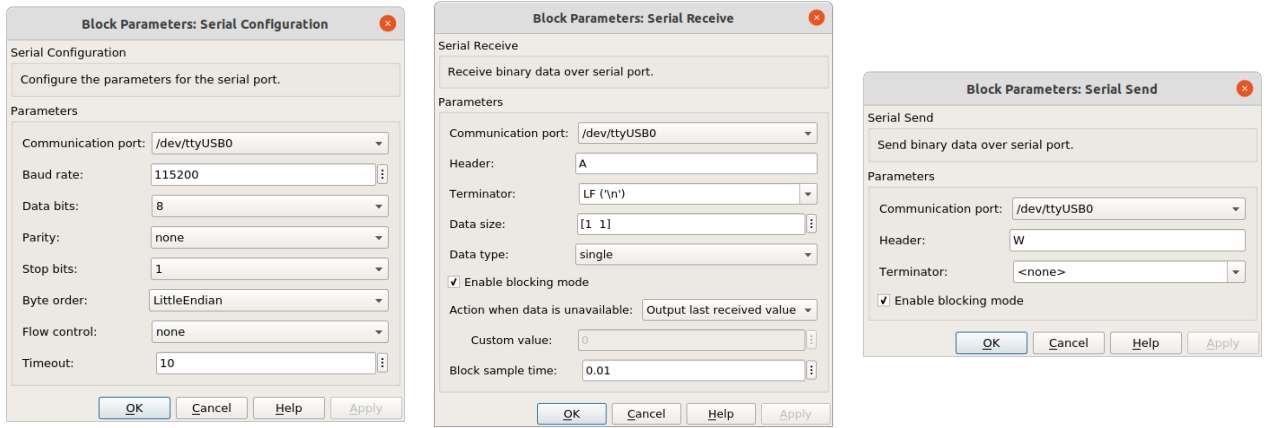 Block Parameters: Serial Configuration
Serial Configuration
Configure the parameters for the serial port.
Parameters
Communication port: /dev/ttyUSB0
Baud rate: 115200
Data bits: 8
Parity: none
Stop bits: 1
Byte order: LittleEndian
Flow control: none
Timeout: 10
OK Cancel Help Apply
Block Parameters: Serial Receive
Serial Receive
Receive binary data over serial port.
Parameters
Communication port: /dev/ttyUSB0
Header: A
Terminator: LF ('\n')
Data size: [1 1]
Data type: single
Enable blocking mode
Action when data is unavailable: Output last received value
Custom value: 0
Block sample time: 0.01
OK Cancel Help Apply
Block Parameters: Serial Send
Serial Send
Send binary data over serial port.
Parameters
Communication port: /dev/ttyUSB0
Header: W
Terminator: <none>
Enable blocking mode
OK Cancel Help Apply